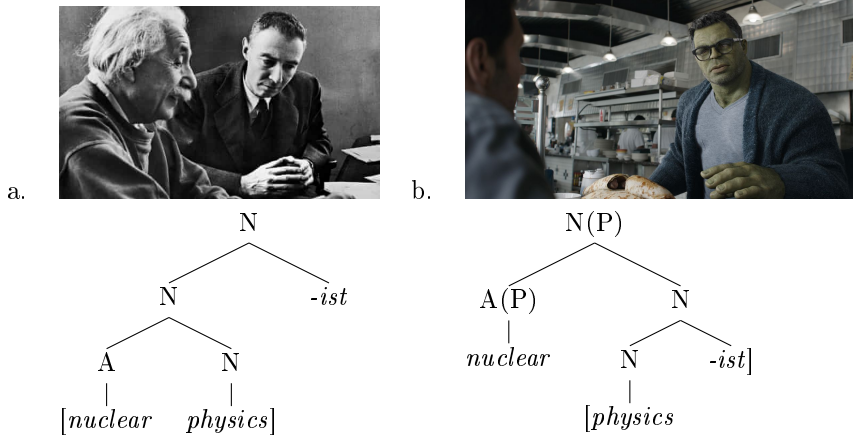 a.
b.
N
N(P)
N
-ist
A(P)
N
A
N
nuclear
N
-ist]
[nuclear
physics]
[physics